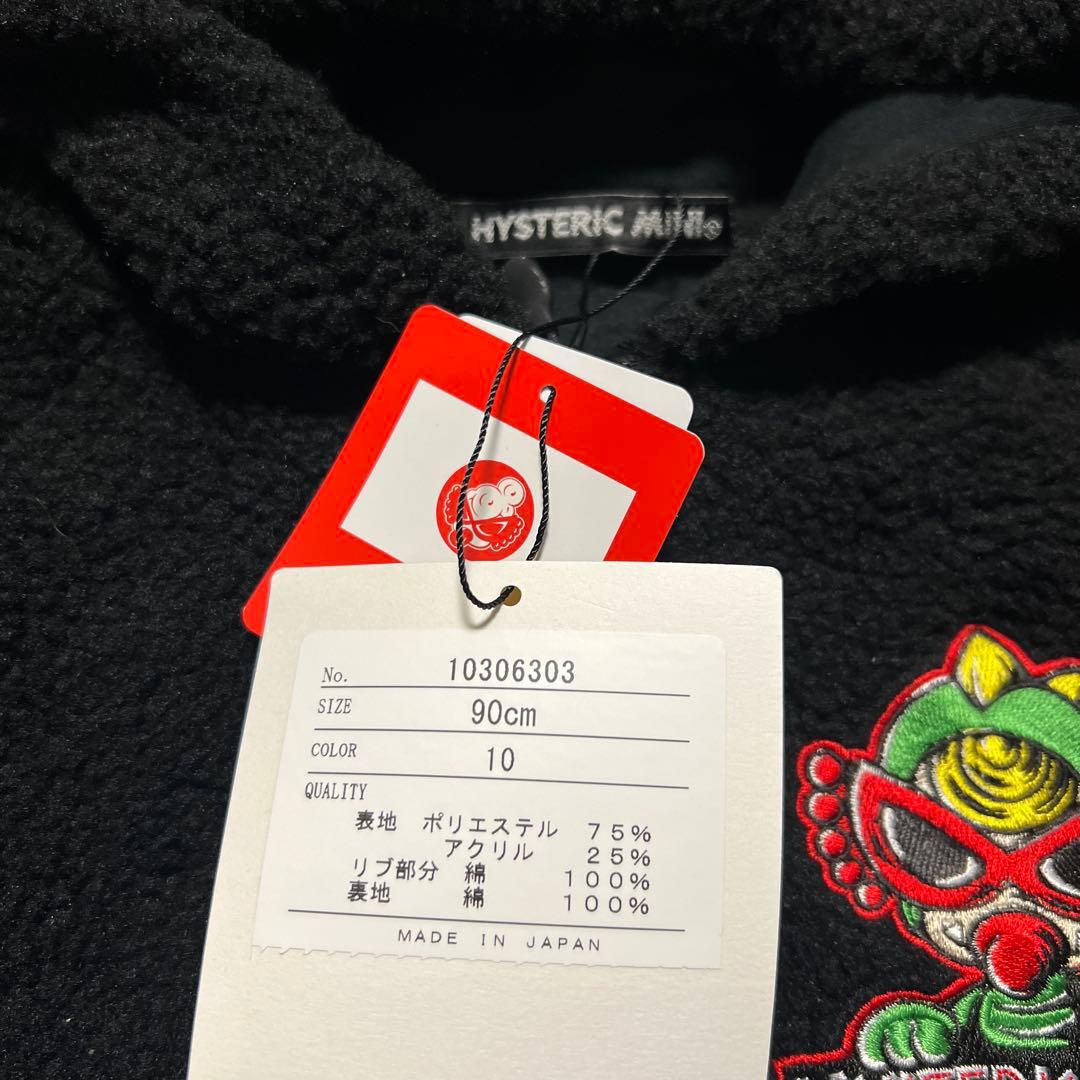 HYSTERIC MINI®
No. 10306303
SIZE 90cm
COLOR 10
QUALITY
表地 ポリエステル 75%
アクリル 25%
リブ部分 綿 100%
裏地 綿 100%
MADE IN JAPAN